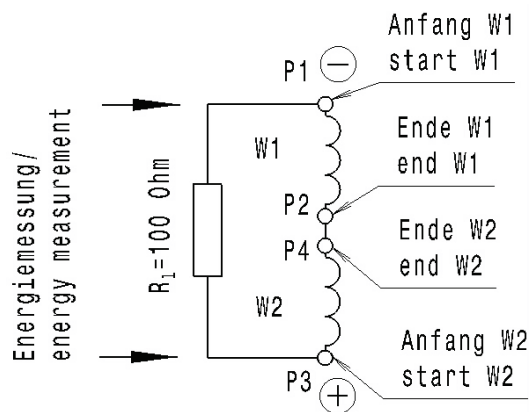 Anfang W1
start W1
P1 −
Ende W1
end W1
W1
P2
P4
Ende W2
end W2
W2
Anfang W2
start W2
P3 +
Energiemessung/
energy measurement
Rl=100 Ohm